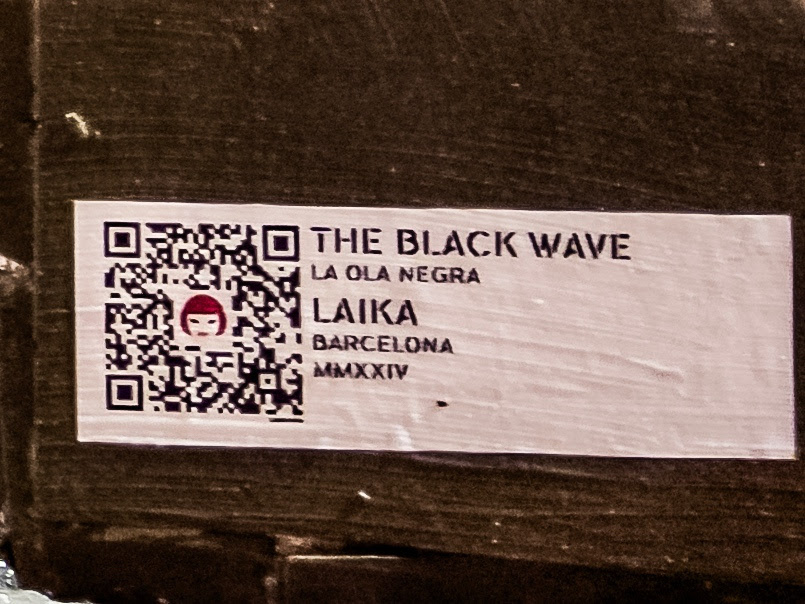 THE BLACK WAVE
LA OLA NEGRA
LAIKA
BARCELONA
MMXXIV